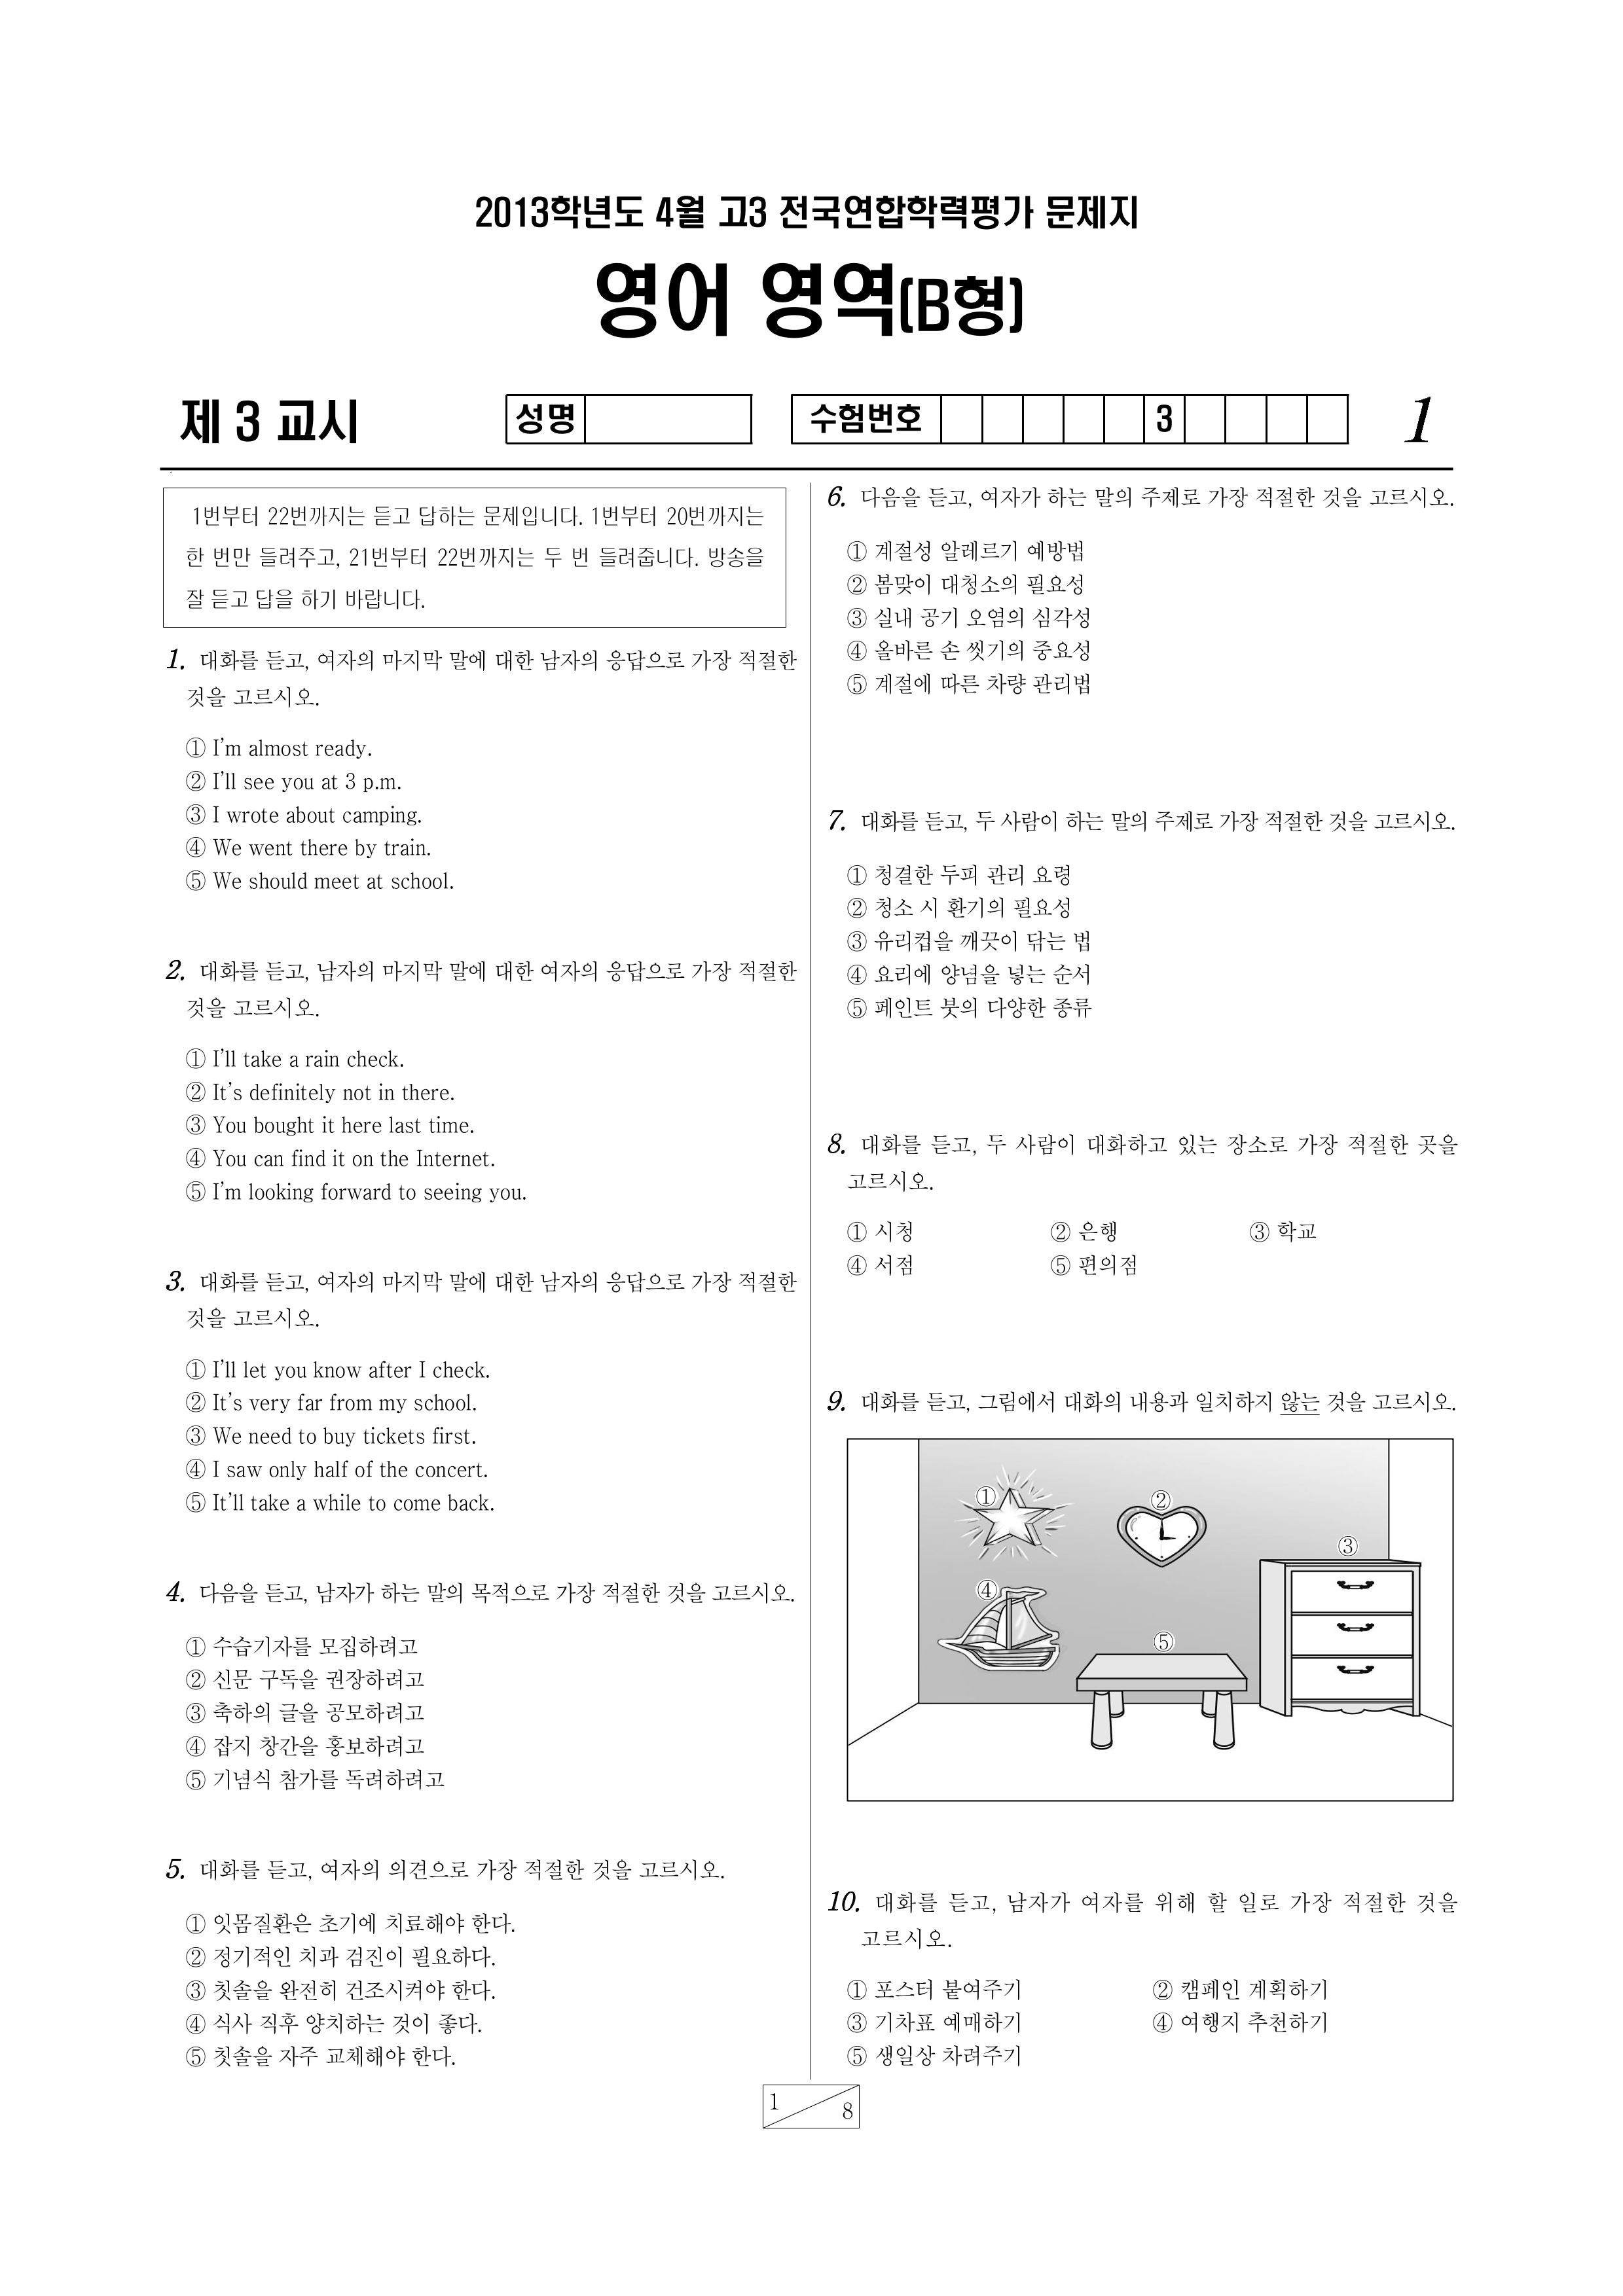 2013학년도 4월 고3 전국연합학력평가 문제지
영어 영역(B형)
제 3 교시
성명
수험번호
3
1
1번부터 22번까지는 듣고 답하는 문제입니다. 1번부터 20번까지는
한 번만 들려주고, 21번부터 22번까지는 두 번 들려줍니다. 방송을
잘 듣고 답을 하기 바랍니다.
1. 대화를 듣고, 여자의 마지막 말에 대한 남자의 응답으로 가장 적절한
것을 고르시오.
① I'm almost ready.
② I'll see you at 3 p.m.
③ I wrote about camping.
④ We went there by train.
⑤ We should meet at school.
2. 대화를 듣고, 남자의 마지막 말에 대한 여자의 응답으로 가장 적절한
것을 고르시오.
① I'll take a rain check.
② It's definitely not in there.
③ You bought it here last time.
④ You can find it on the Internet.
⑤ I'm looking forward to seeing you.
3. 대화를 듣고, 여자의 마지막 말에 대한 남자의 응답으로 가장 적절한
것을 고르시오.
① I'll let you know after I check.
② It's very far from my school.
③ We need to buy tickets first.
④ I saw only half of the concert.
⑤ It'll take a while to come back.
4. 다음을 듣고, 남자가 하는 말의 목적으로 가장 적절한 것을 고르시오.
① 수습기자를 모집하려고
② 신문 구독을 권장하려고
③ 축하의 글을 공모하려고
④ 잡지 창간을 홍보하려고
⑤ 기념식 참가를 독려하려고
5. 대화를 듣고, 여자의 의견으로 가장 적절한 것을 고르시오.
① 잇몸질환은 초기에 치료해야 한다.
② 정기적인 치과 검진이 필요하다.
③ 칫솔을 완전히 건조시켜야 한다.
④ 식사 직후 양치하는 것이 좋다.
⑤ 칫솔을 자주 교체해야 한다.
6. 다음을 듣고, 여자가 하는 말의 주제로 가장 적절한 것을 고르시오.
① 계절성 알레르기 예방법
② 봄맞이 대청소의 필요성
③ 실내 공기 오염의 심각성
④ 올바른 손 씻기의 중요성
⑤ 계절에 따른 차량 관리법
7. 대화를 듣고, 두 사람이 하는 말의 주제로 가장 적절한 것을 고르시오.
① 청결한 두피 관리 요령
② 청소 시 환기의 필요성
③ 유리컵을 깨끗이 닦는 법
④ 요리에 양념을 넣는 순서
⑤ 페인트 붓의 다양한 종류
8. 대화를 듣고, 두 사람이 대화하고 있는 장소로 가장 적절한 곳을
고르시오.
① 시청 ② 은행 ③ 학교
④ 서점 ⑤ 편의점
9. 대화를 듣고, 그림에서 대화의 내용과 일치하지 않는 것을 고르시오.
①
②
③
④
⑤
10. 대화를 듣고, 남자가 여자를 위해 할 일로 가장 적절한 것을
고르시오.
① 포스터 붙여주기 ② 캠페인 계획하기
③ 기차표 예매하기 ④ 여행지 추천하기
⑤ 생일상 차려주기
1
8